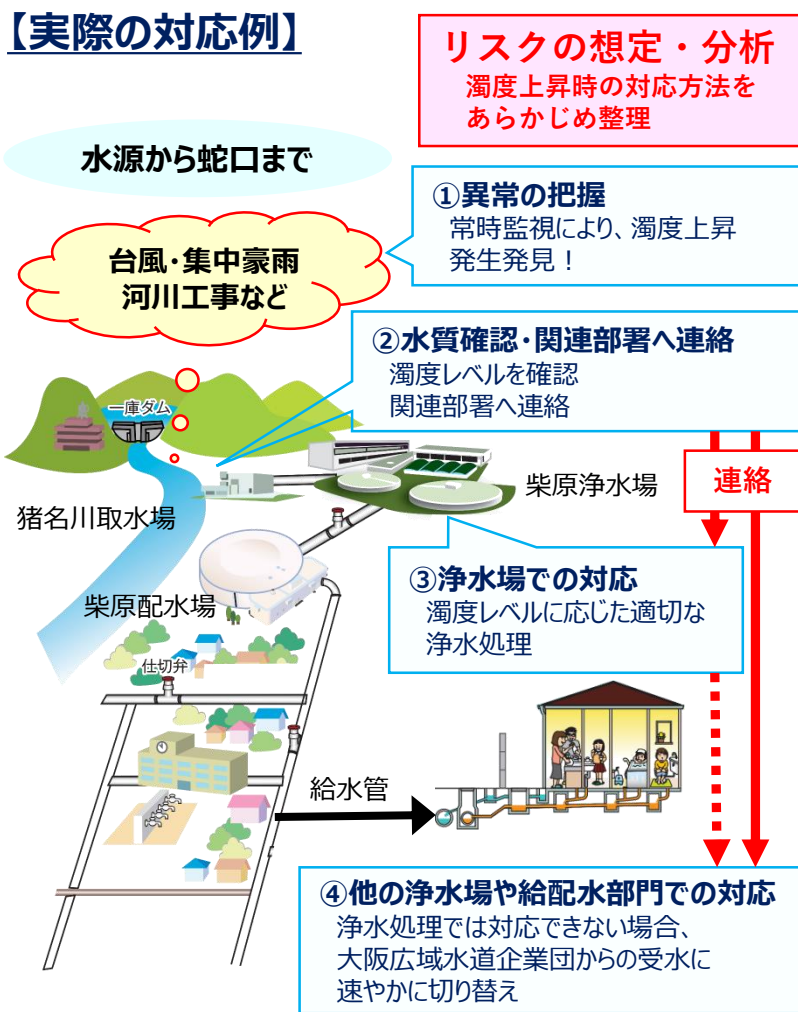 【実際の対応例】
リスクの想定・分析
濁度上昇時の対応方法を
あらかじめ整理
水源から蛇口まで
①異常の把握
常時監視により、濁度上昇
発生発見！
台風・集中豪雨
河川工事など
②水質確認・関連部署へ連絡
濁度レベルを確認
関連部署へ連絡
一庫ダム
連絡
柴原浄水場
猪名川取水場
③浄水場での対応
濁度レベルに応じた適切な
浄水処理
柴原配水場
仕切弁
給水管
④他の浄水場や給配水部門での対応
浄水処理では対応できない場合、
大阪広域水道企業団からの受水に
速やかに切り替え